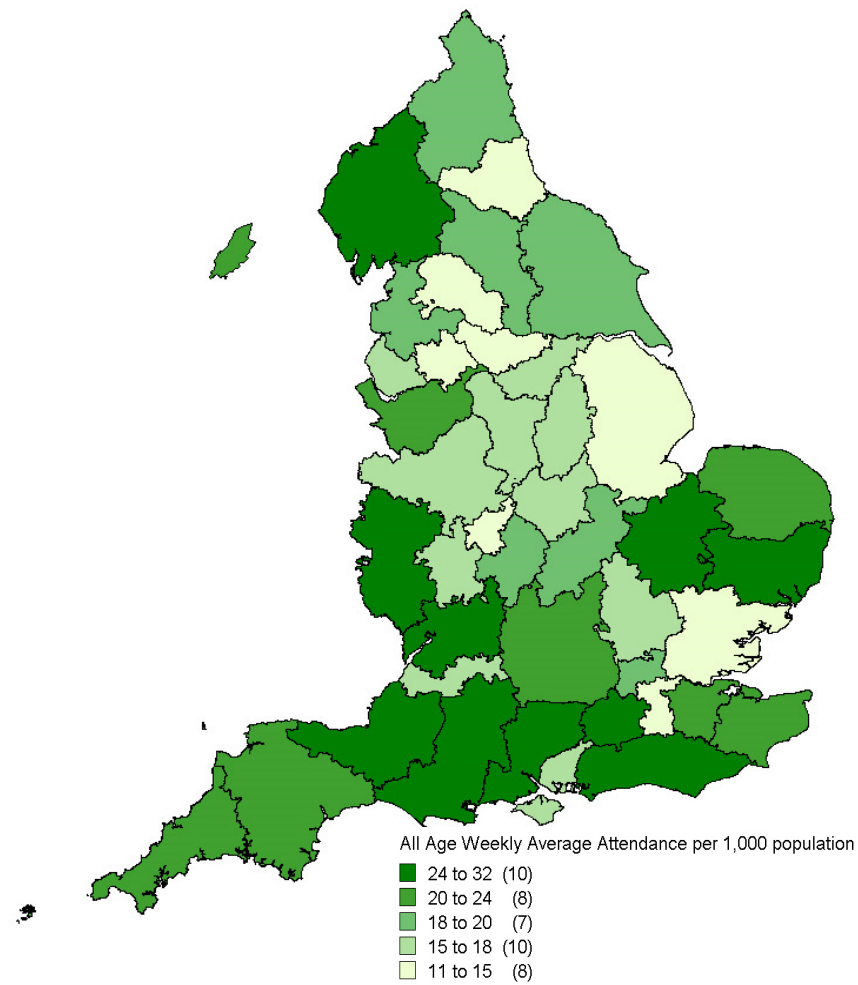 All Age Weekly Average Attendance per 1,000 population
24 to 32 (10)
20 to 24 (8)
18 to 20 (7)
15 to 18 (10)
11 to 15 (8)